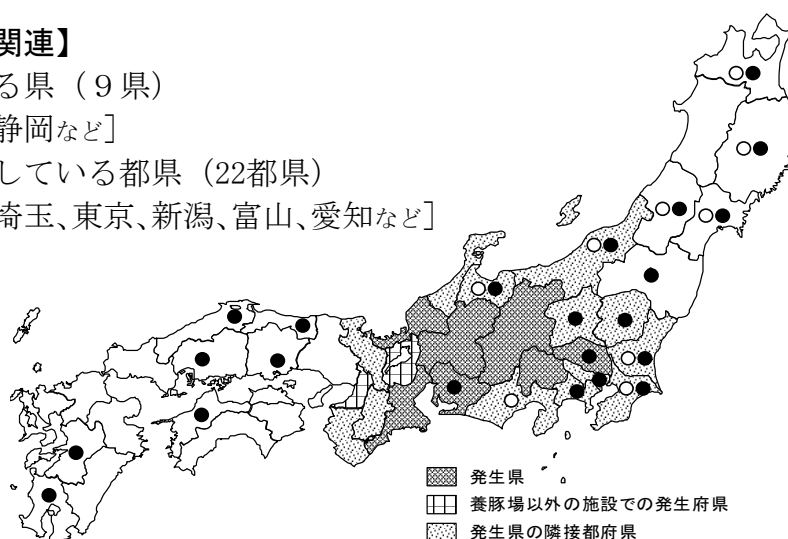 関連】
る県（９県）
静岡など］
している都県（22都県）
埼玉、東京、新潟、富山、愛知など］
発生県
養豚場以外の施設での発生府県
発生県の隣接都府県